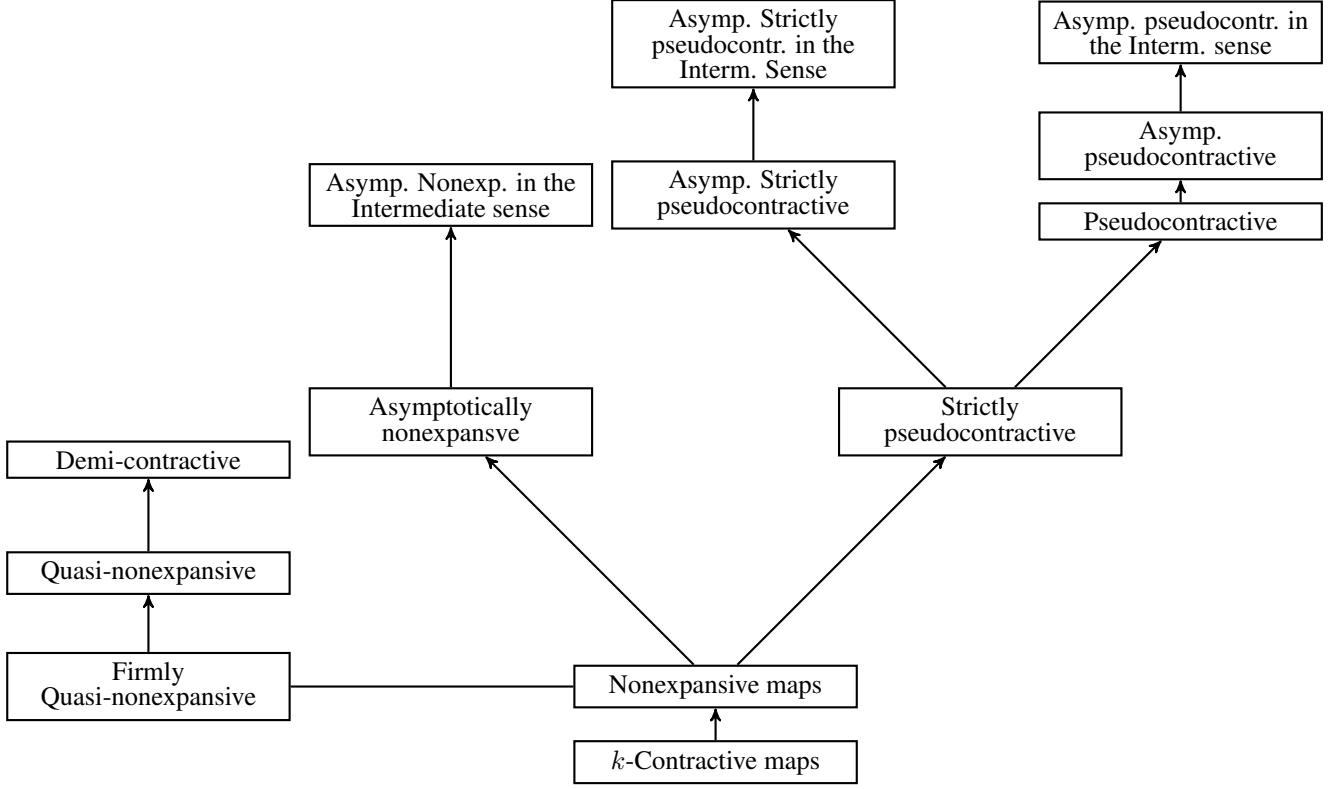 Asymp. Strictly
pseudocontr. in the
Interm. Sense
Asymp. pseudocontr. in
the Interm. sense
Asymp.
pseudocontractive
Asymp. Nonexp. in the
Intermediate sense
Asymp. Strictly
pseudocontractive
Pseudocontractive
Asymptotically
nonexpansve
Strictly
pseudocontractive
Demi-contractive
Quasi-nonexpansive
Firmly
Quasi-nonexpansive
Nonexpansive maps
k-Contractive maps